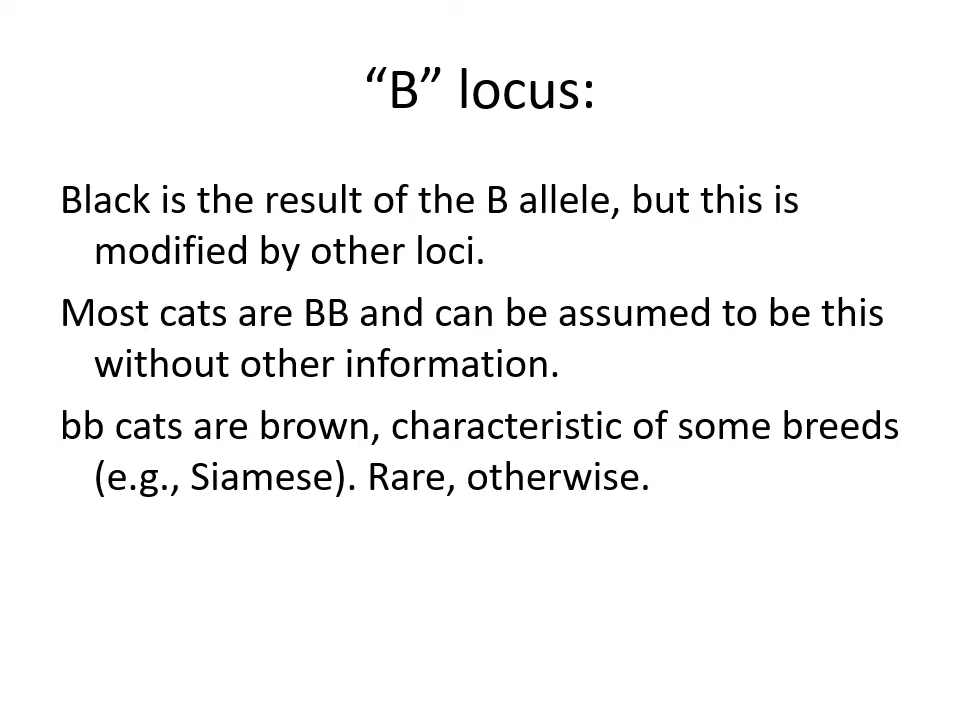 “B” locus:
Black is the result of the B allele, but this is
modified by other loci.
Most cats are BB and can be assumed to be this
without other information.
bb cats are brown, characteristic of some breeds
(e.g., Siamese). Rare, otherwise.